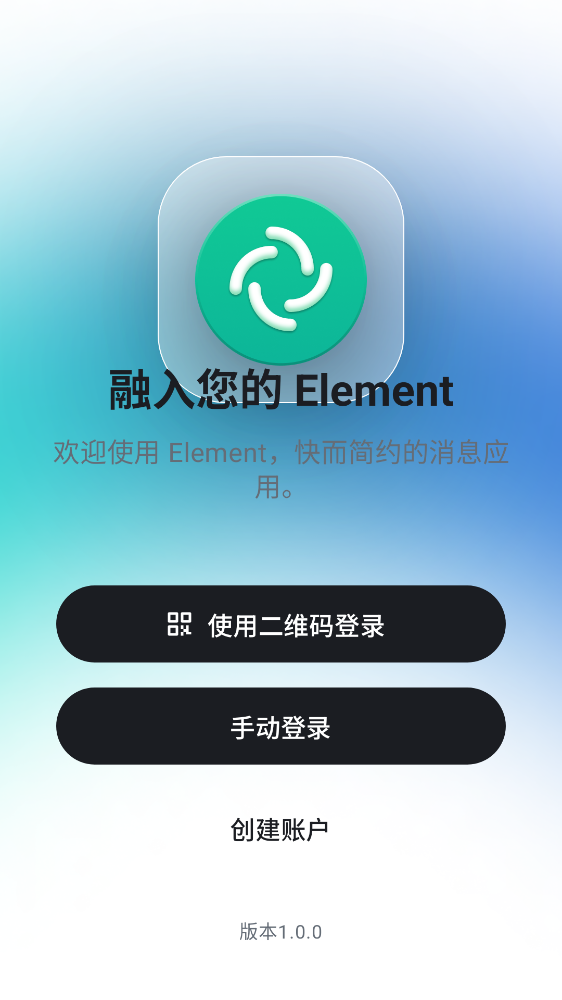 融入您的 Element
欢迎使用 Element，快而简约的消息应
用。
使用二维码登录
手动登录
创建账户
版本1.0.0